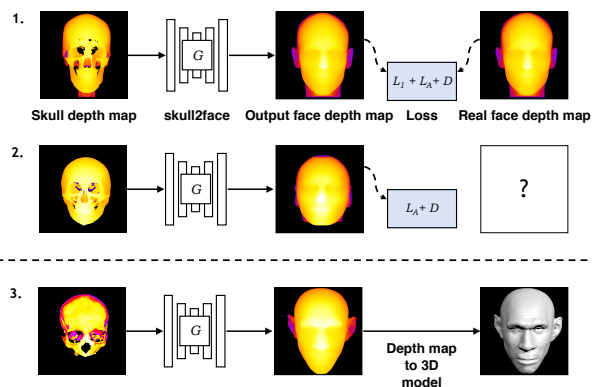 1.
G
L1 + LA + D
Skull depth map
skull2face
Output face depth map
Loss
Real face depth map
2.
G
LA + D
?
3.
G
Depth map
to 3D
model